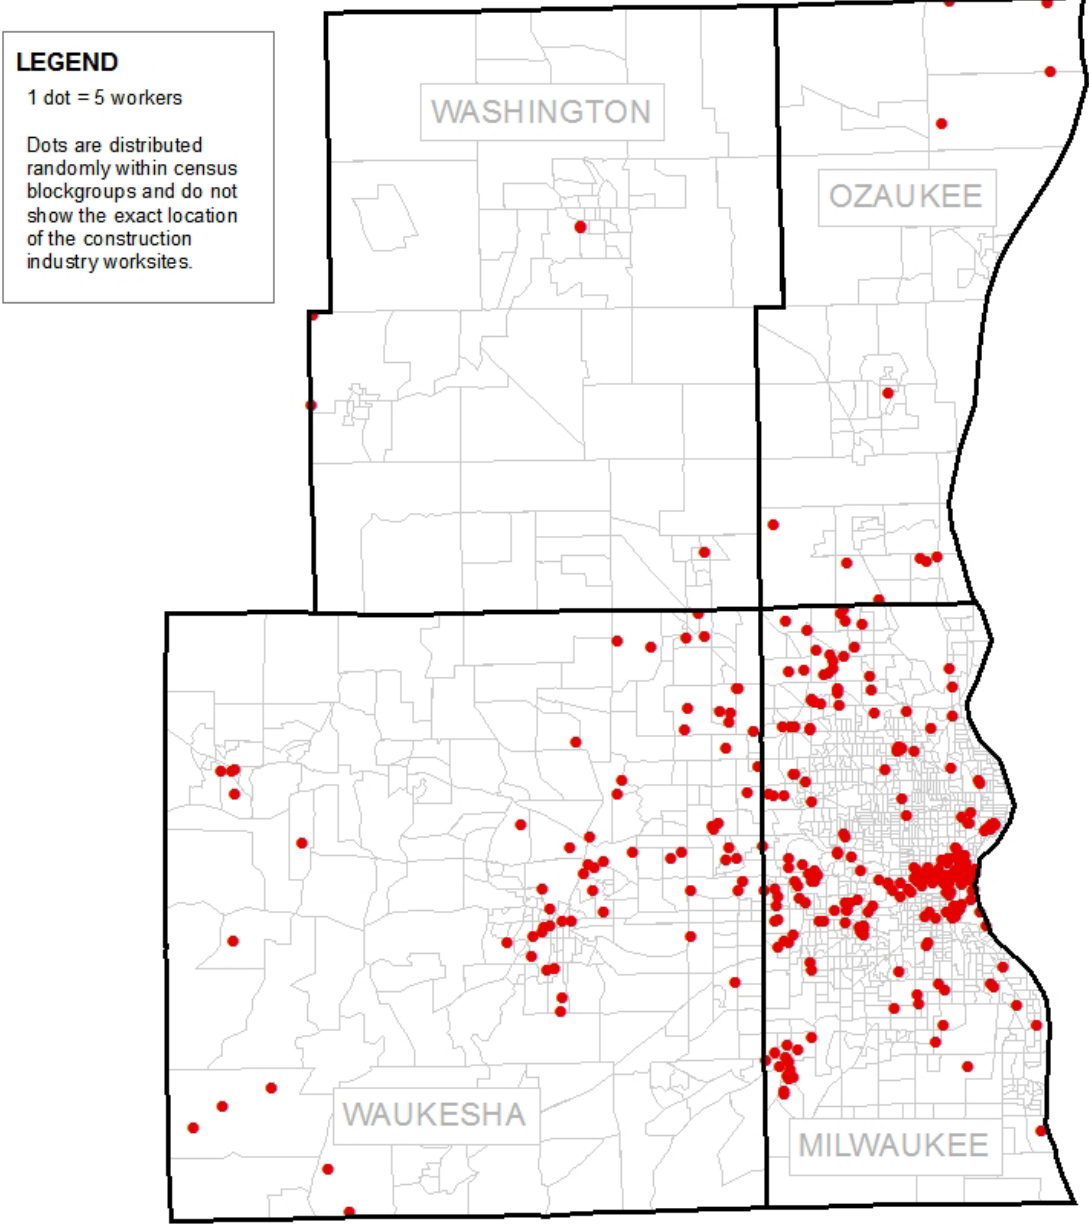 LEGEND
1 dot = 5 workers
Dots are distributed
randomly within census
blockgroups and do not
show the exact location
of the construction
industry worksites.
WASHINGTON
OZAUKEE
WAUKESHA
MILWAUKEE